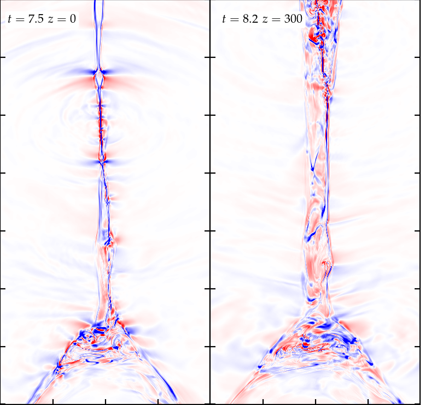 t = 7.5 z = 0
t = 8.2 z = 300